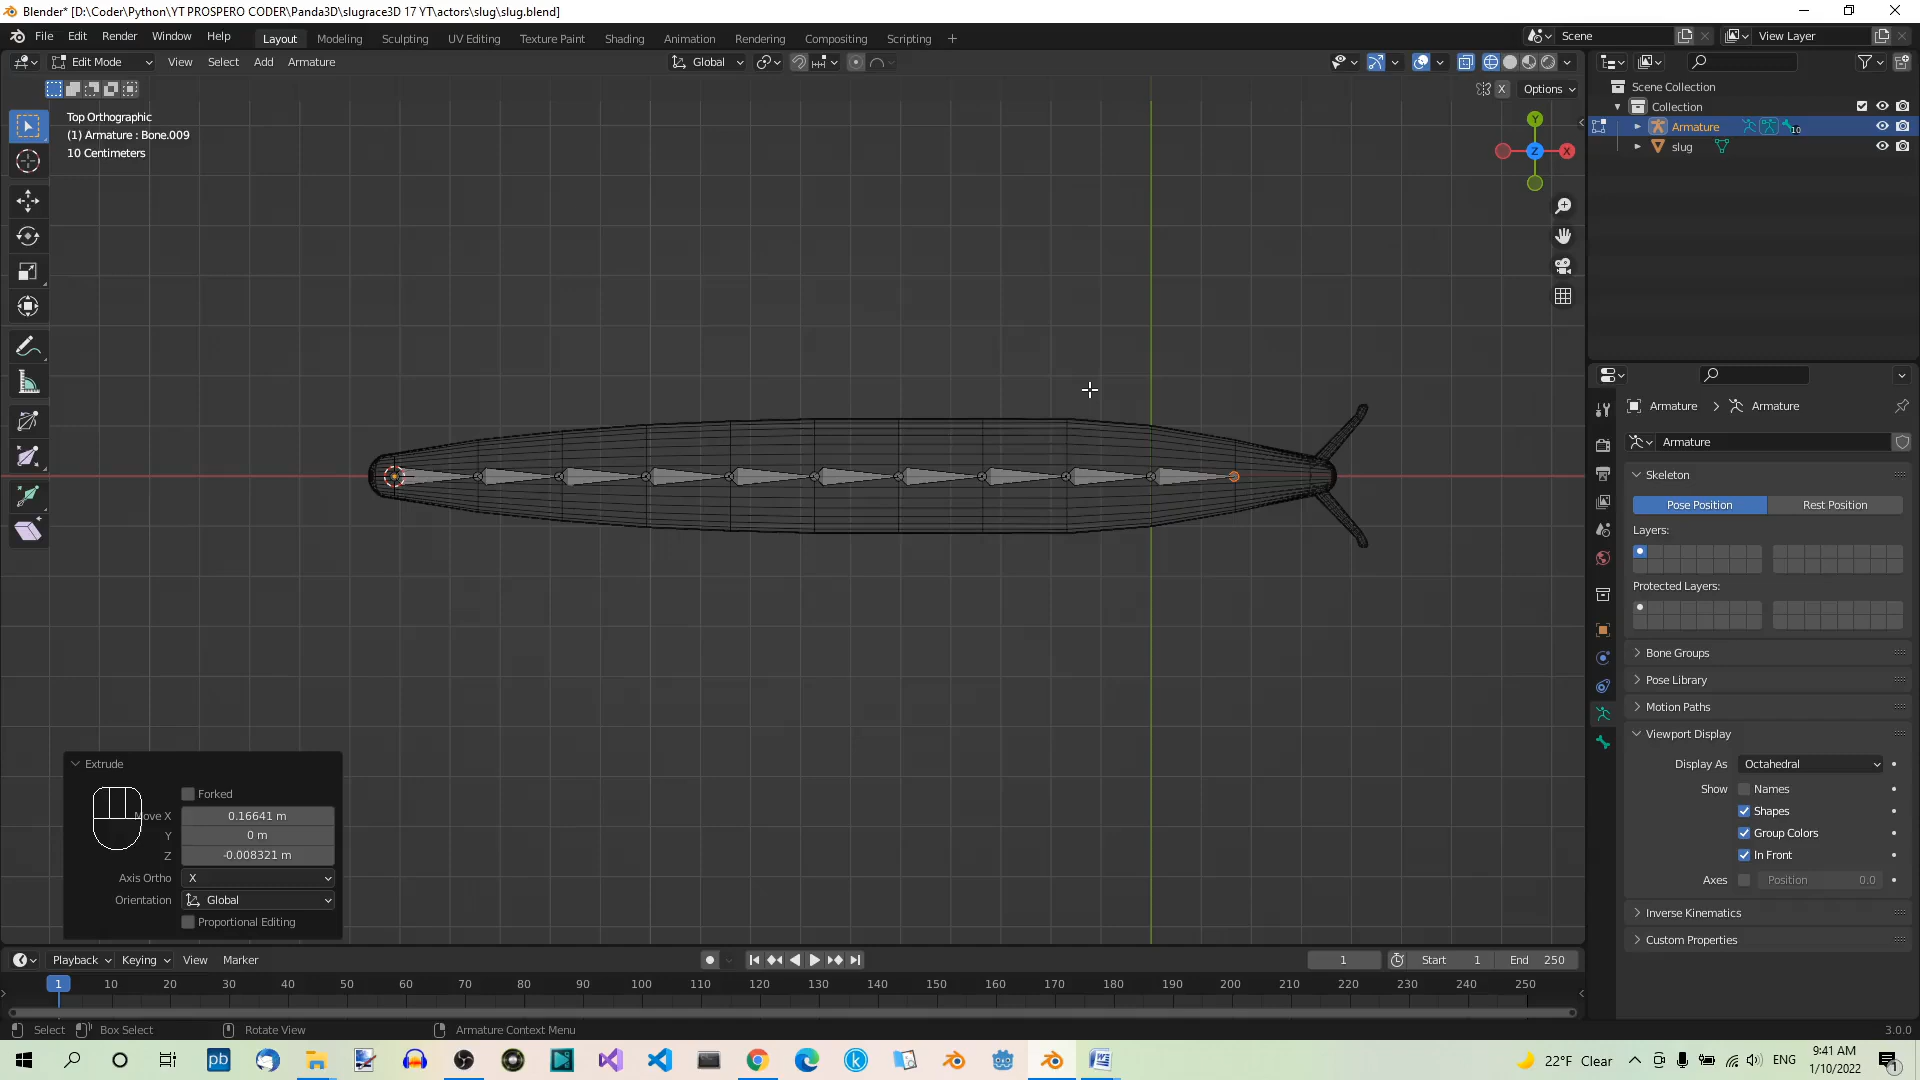 Blender* [D:\Coder\Python\YT PROSPERO CODER\Panda3D\slugrace3D 17 YT\actors\slug\slug.blend]
File Edit Render Window Help Layout Modeling Sculpting UV Editing Texture Paint Shading Animation Rendering Compositing Scripting + Scene View Layer
Edit Mode View Select Add Armature Global
X Options
Top Orthographic
(1) Armature : Bone.009
10 Centimeters
Y
Z
X
Scene Collection
Collection
Armature 10
slug
Armature > Armature
Armature
Skeleton
Pose Position Rest Position
Layers:
Protected Layers:
Bone Groups
Pose Library
Motion Paths
Viewport Display
Display As Octahedral
Show Names
Shapes
Group Colors
In Front
Axes Position 0.0
Inverse Kinematics
Custom Properties
Extrude
Forked
Move X 0.16641 m
Y 0 m
Z -0.008321 m
Axis Ortho X
Orientation Global
Proportional Editing
Playback Keying View Marker 1 Start 1 End 250
1 10 20 30 40 50 60 70 80 90 100 110 120 130 140 150 160 170 180 190 200 210 220 230 240 250
Select Box Select Rotate View Armature Context Menu 3.0.0
22°F Clear ENG
9:41 AM
1/10/2022
pb
1